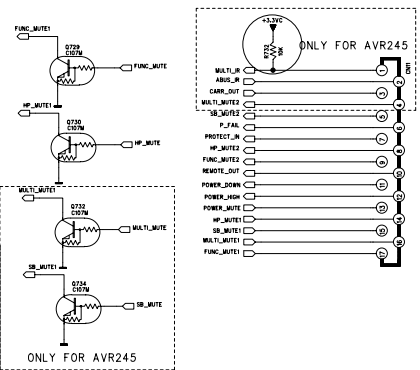 FUNC_MUTE1
Q729
C107M
FUNC_MUTE
HP_MUTE1
Q730
C107M
HP_MUTE
MULTI_MUTE1
Q732
C107M
MULTI_MUTE
SB_MUTE1
Q734
C107M
SB_MUTE
ONLY FOR AVR245
+3.3VC
R732
10K
ONLY FOR AVR245
CN11
MULTI_IR 1
ABUS_IR 2
CARR_OUT 3
MULTI_MUTE2 4
SB_MUTE2 5
P_FAIL 6
PROTECT_IN 7
HP_MUTE2 8
FUNC_MUTE2 9
REMOTE_OUT 10
POWER_DOWN 11
POWER_HIGH 12
POWER_MUTE 13
HP_MUTE1 14
SB_MUTE1 15
MULTI_MUTE1 16
FUNC_MUTE1 17